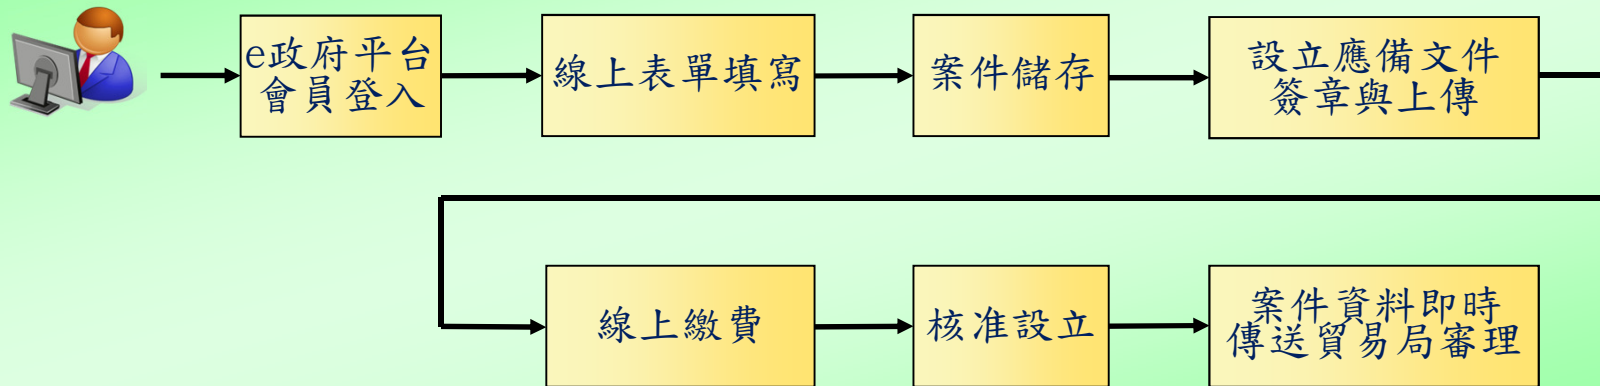 e政府平台
會員登入
線上表單填寫
案件儲存
設立應備文件
簽章與上傳
線上繳費
核准設立
案件資料即時
傳送貿易局審理